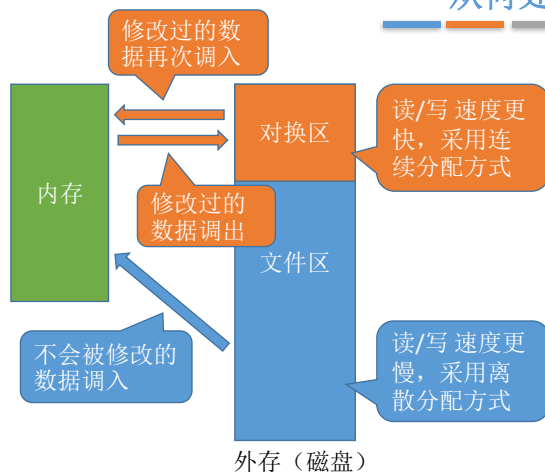 从何处
修改过的数
据再次调入
对换区
读/写 速度更
快，采用连
续分配方式
内存
修改过的
数据调出
文件区
不会被修改的
数据调入
读/写 速度更
慢，采用离
散分配方式
外存（磁盘）